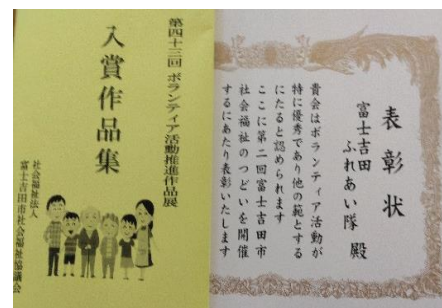 第四十三回 ボランティア活動推進作品展
入賞作品集
社会福祉法人
富士吉田市社会福祉協議会
表彰状
富士吉田
ふれあい隊 殿
貴会はボランティア活動が
特に優秀であり他の範とする
にたると認められます
ここに第二回富士吉田市
社会福祉のつどいを開催
するにあたり表彰いたします